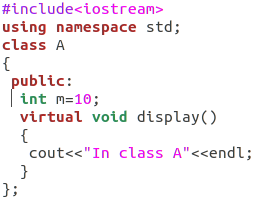 #include<iostream>
using namespace std;
class A
{
public:
int m=10;
virtual void display()
{
cout<<"In class A"<<endl;
}
};